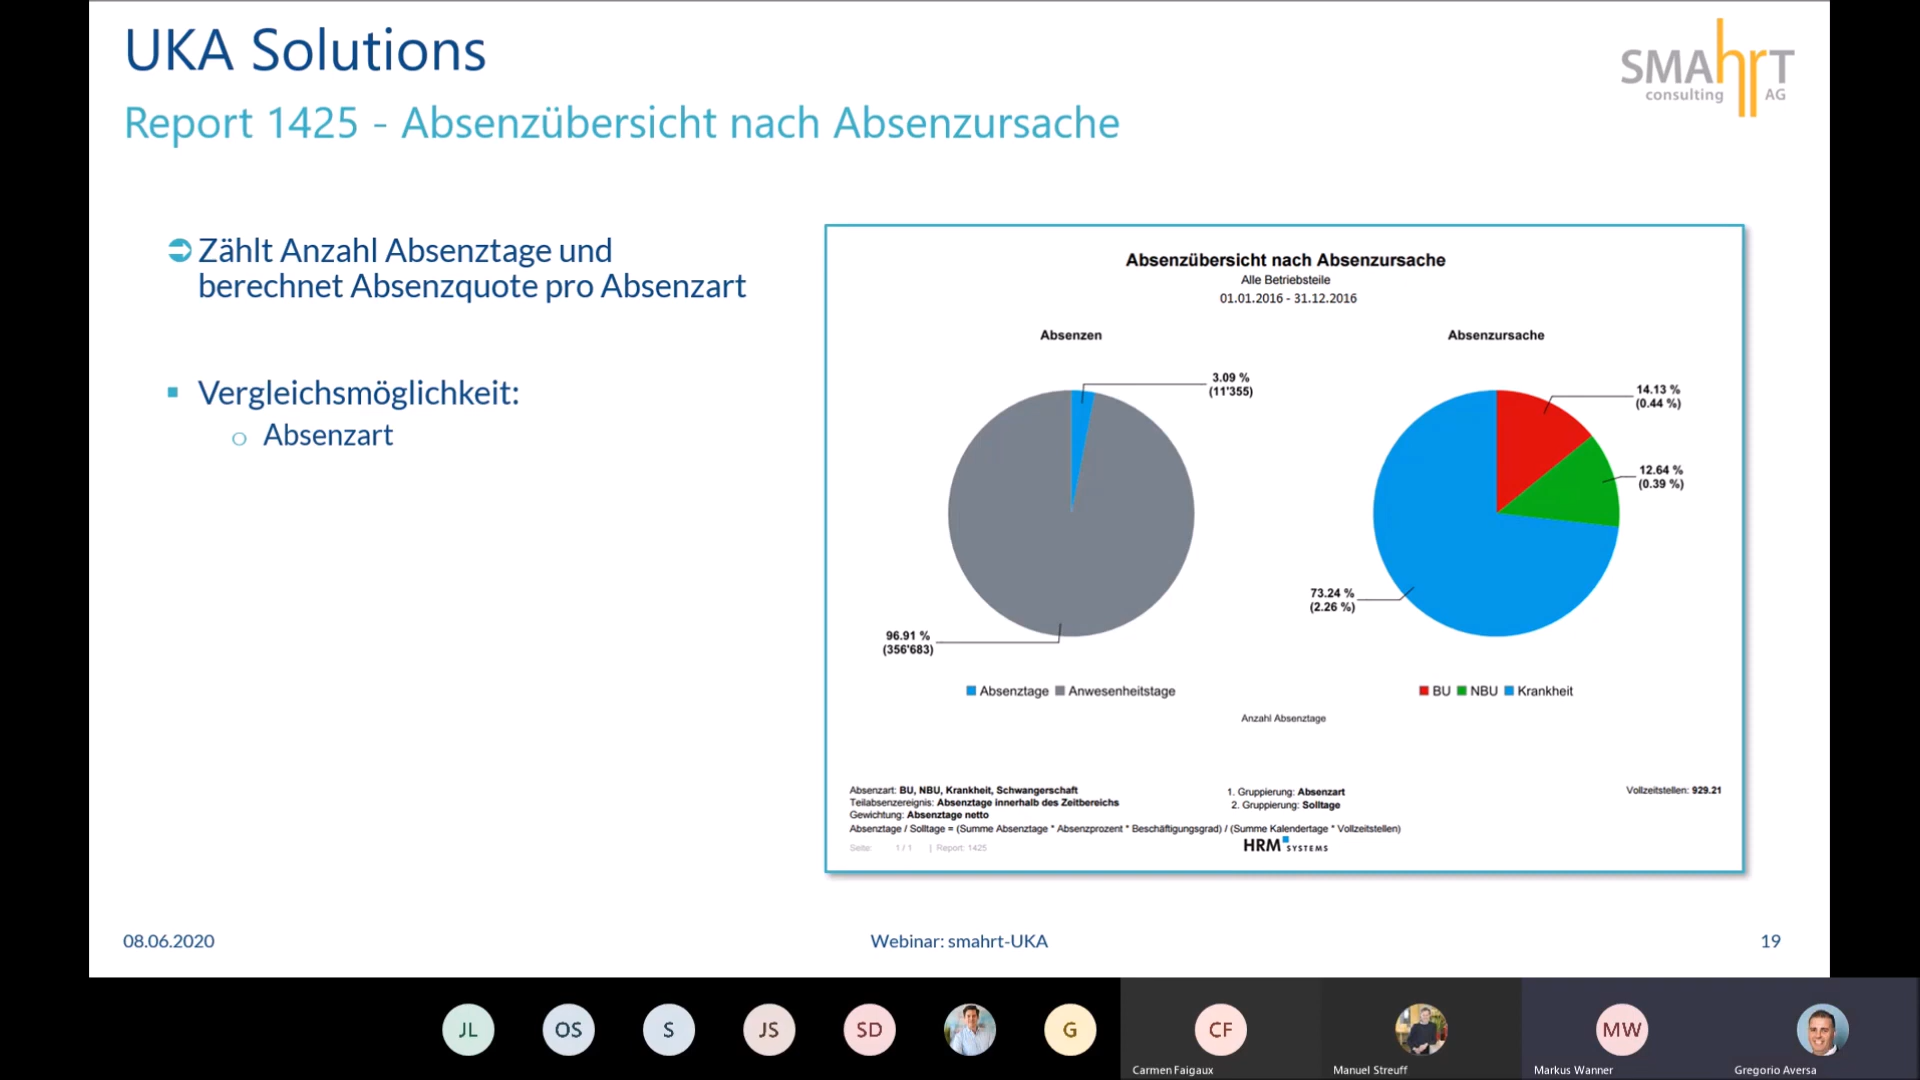 UKA Solutions
SMAhrT
consulting AG
Report 1425 - Absenzübersicht nach Absenzursache
Zählt Anzahl Absenztage und
berechnet Absenzquote pro Absenzart
Vergleichsmöglichkeit:
Absenzart
Absenzübersicht nach Absenzursache
Alle Betriebsteile
01.01.2016 - 31.12.2016
Absenzen
3.09 %
(11'355)
96.91 %
(356'683)
Absenztage Anwesenheitstage
Absenzursache
14.13 %
(0.44 %)
12.64 %
(0.39 %)
73.24 %
(2.26 %)
BU NBU Krankheit
Anzahl Absenztage
Absenzart: BU, NBU, Krankheit, Schwangerschaft
Teilabsenzereignis: Absenztage innerhalb des Zeitbereichs
Gewichtung: Absenztage netto
Absenztage / Solltage = (Summe Absenztage * Absenzprozent * Beschäftigungsgrad) / (Summe Kalendertage * Vollzeitstellen)
1. Gruppierung: Absenzart
2. Gruppierung: Solltage
Vollzeitstellen: 929.21
Seite: 1 / 1 | Report: 1425
HRM SYSTEMS
08.06.2020
Webinar: smahrt-UKA
19
JL
OS
S
JS
SD
G
CF
Carmen Faigaux
Manuel Streuff
MW
Markus Wanner
Gregorio Aversa